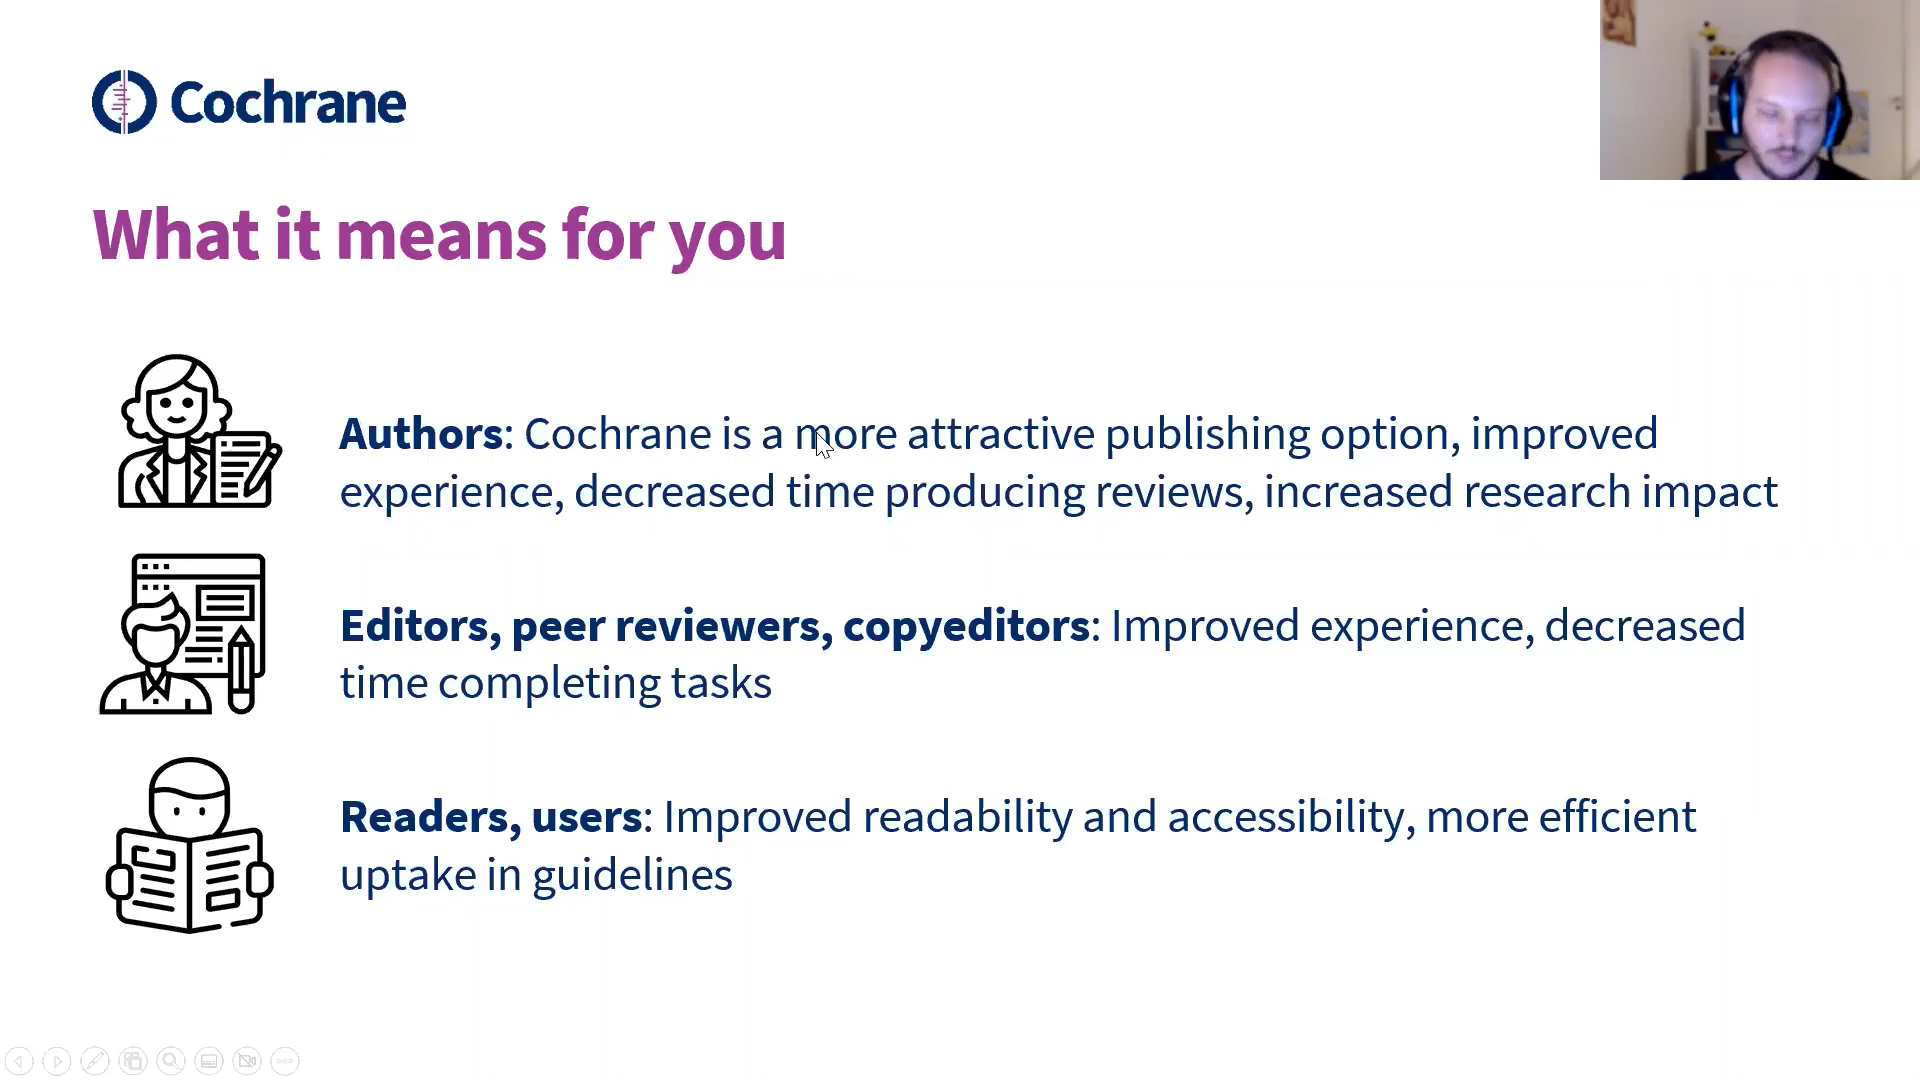 Cochrane
What it means for you
Authors: Cochrane is a more attractive publishing option, improved
experience, decreased time producing reviews, increased research impact
Editors, peer reviewers, copyeditors: Improved experience, decreased
time completing tasks
Readers, users: Improved readability and accessibility, more efficient
uptake in guidelines